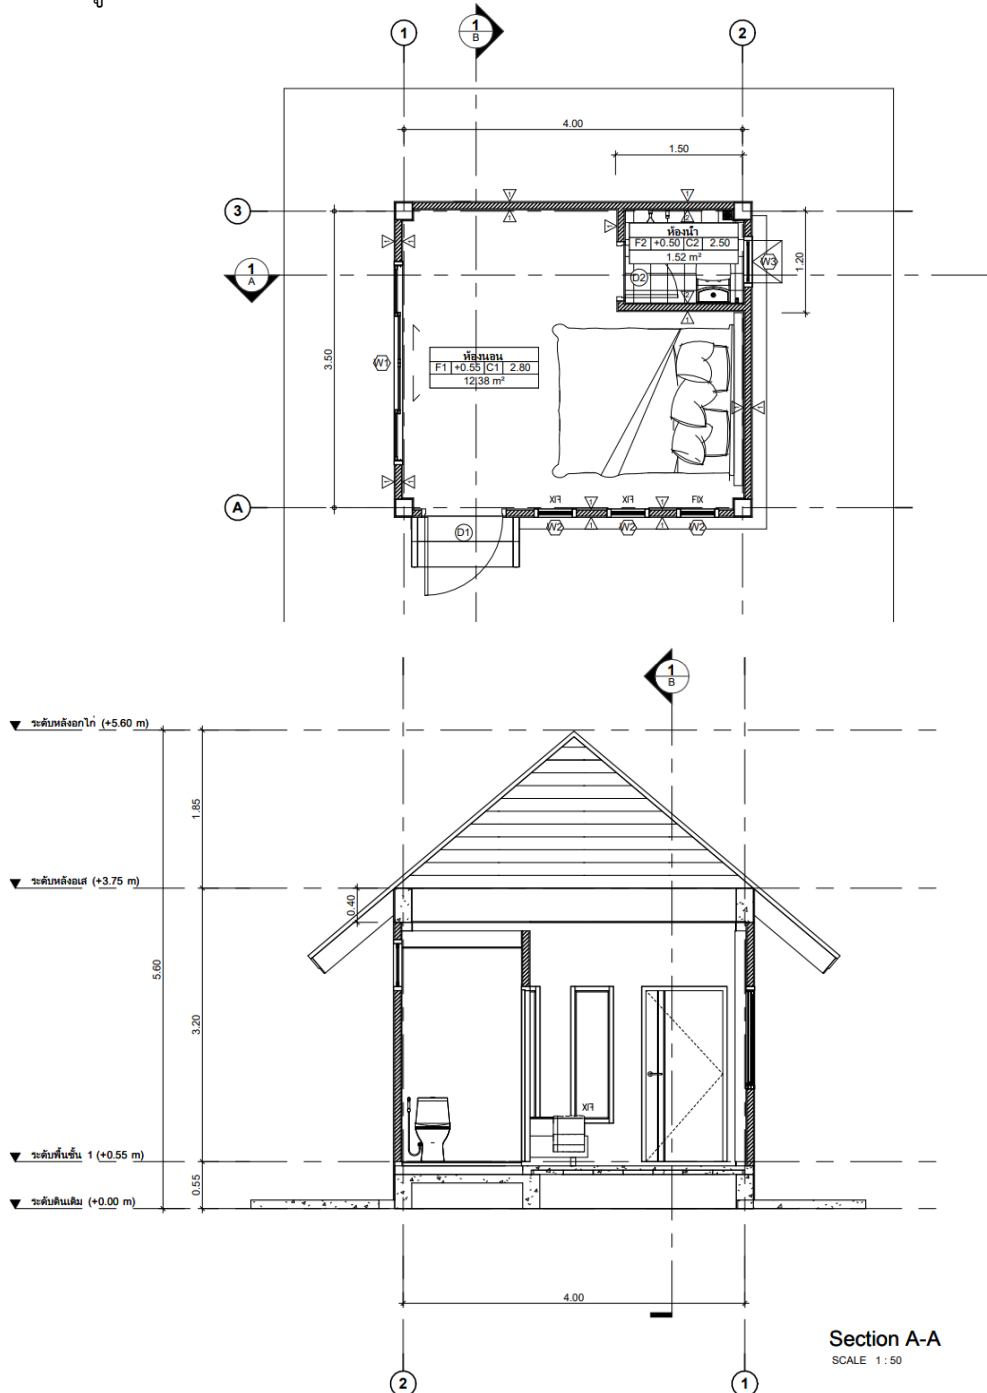 1
1
B
2
4.00
1.50
3
ห้องน้ำ
F2 +0.50 C2 2.50
1.52 m²
W3
1.20
D2
1
A
3.50
W1
ห้องนอน
F1 +0.55 C1 2.80
12.38 m²
FIX FIX FIX
A
W2 W2 W2
D1
1
B
ระดับหลังอกไก่ (+5.60 m)
1.85
ระดับหลังอเส (+3.75 m)
0.40
5.60
3.20
FIX
ระดับพื้นชั้น 1 (+0.55 m)
0.55
ระดับดินเดิม (+0.00 m)
4.00
Section A-A
SCALE 1 : 50
2
1